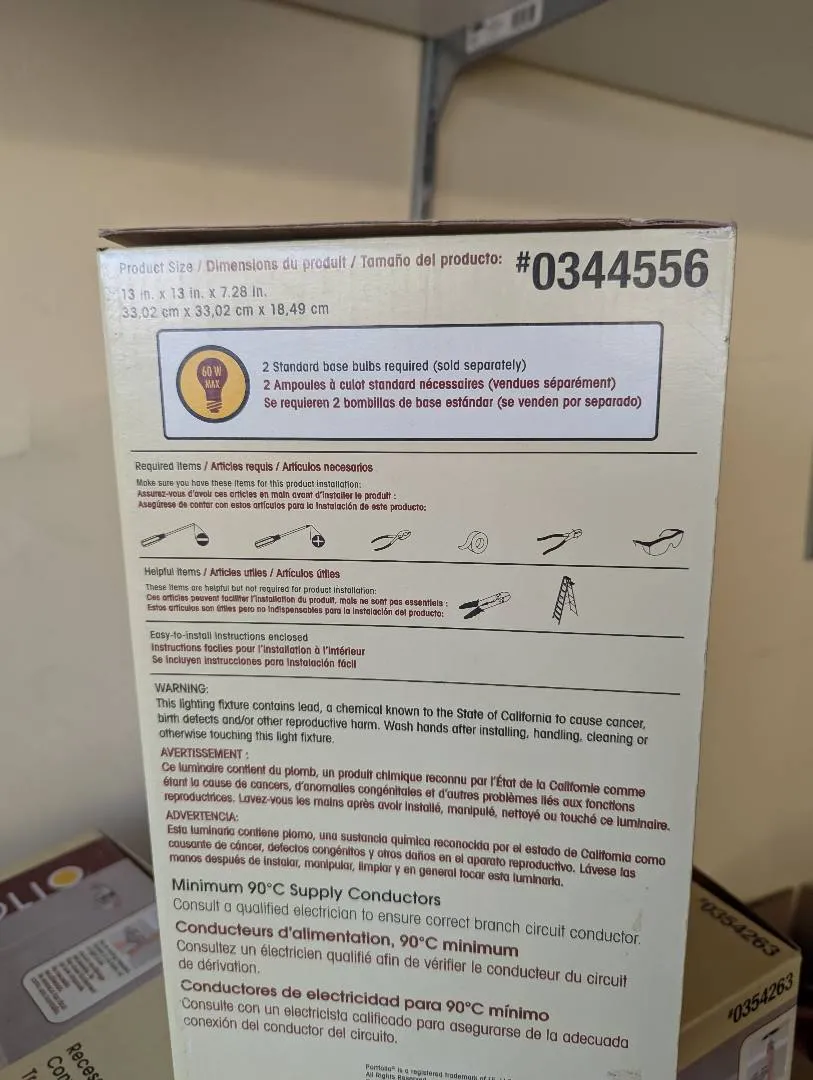 Product Size / Dimensions du produit / Tamaño del producto: #0344556
13 in. x 13 in. x 7.28 in.
33,02 cm x 33,02 cm x 18,49 cm
60 W
MAX
2 Standard base bulbs required (sold separately)
2 Ampoules à culot standard nécessaires (vendues séparément)
Se requieren 2 bombillas de base estándar (se venden por separado)
Required Items / Articles requis / Artículos necesarios
Make sure you have these items for this product installation:
Assurez-vous d'avoir ces articles en main avant d'installer le produit :
Asegúrese de contar con estos artículos para la instalación de este producto:
Helpful Items / Articles utiles / Artículos útiles
These items are helpful but not required for product installation:
Ces articles peuvent faciliter l'installation du produit, mais ne sont pas essentiels :
Estos artículos son útiles pero no indispensables para la instalación del producto:
Easy-to-install instructions enclosed
Instructions faciles pour l'installation à l'intérieur
Se incluyen instrucciones para instalación fácil
WARNING:
This lighting fixture contains lead, a chemical known to the State of California to cause cancer,
birth defects and/or other reproductive harm. Wash hands after installing, handling, cleaning or
otherwise touching this light fixture.
AVERTISSEMENT :
Ce luminaire contient du plomb, un produit chimique reconnu par l'État de la Californie comme
étant la cause de cancers, d'anomalies congénitales et d'autres problèmes liés aux fonctions
reproductrices. Lavez-vous les mains après avoir installé, manipulé, nettoyé ou touché ce luminaire.
ADVERTENCIA:
Esta luminaria contiene plomo, una sustancia química reconocida por el estado de California como
causante de cáncer, defectos congénitos y otros daños en el aparato reproductivo. Lávese las
manos después de instalar, manipular, limpiar y en general tocar esta luminaria.
Minimum 90°C Supply Conductors
Consult a qualified electrician to ensure correct branch circuit conductor.
Conducteurs d'alimentation, 90°C minimum
Consultez un électricien qualifié afin de vérifier le conducteur du circuit
de dérivation.
Conductores de electricidad para 90°C mínimo
Consulte con un electricista calificado para asegurarse de la adecuada
conexión del conductor del circuito.
Portfolio® is a registered trademark of
All Rights Reserved
OLIO
Reces
Con
#0354263
#0354263